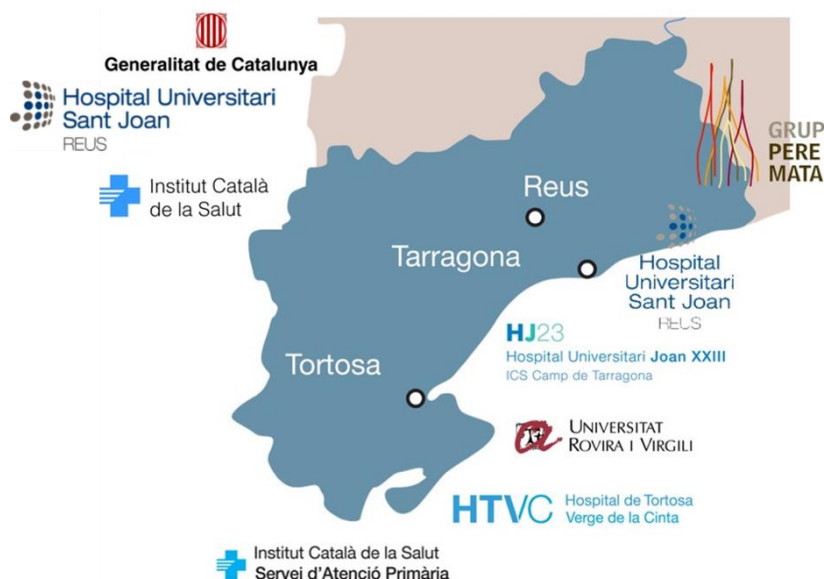 Generalitat de Catalunya
Hospital Universitari
Sant Joan
REUS
Institut Català
de la Salut
GRUP
PERE
MATA
Reus
Tarragona
Tortosa
Hospital
Universitari
Sant Joan
REUS
HJ23
Hospital Universitari Joan XXIII
ICS Camp de Tarragona
UNIVERSITAT
ROVIRA I VIRGILI
HTVC
Hospital de Tortosa
Verge de la Cinta
Institut Català de la Salut
Servei d'Atenció Primària